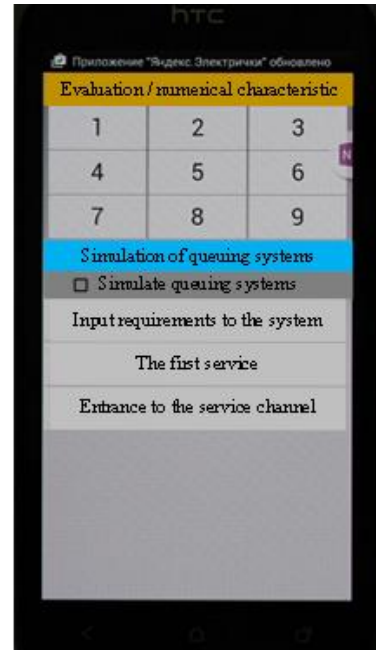 htc
Приложение "Яндекс.Электрички" обновлено
Evaluation / numerical characteristic
1 2 3
N
4 5 6
7 8 9
Simulation of queuing systems
Simulate queuing systems
Input requirements to the system
The first service
Entrance to the service channel